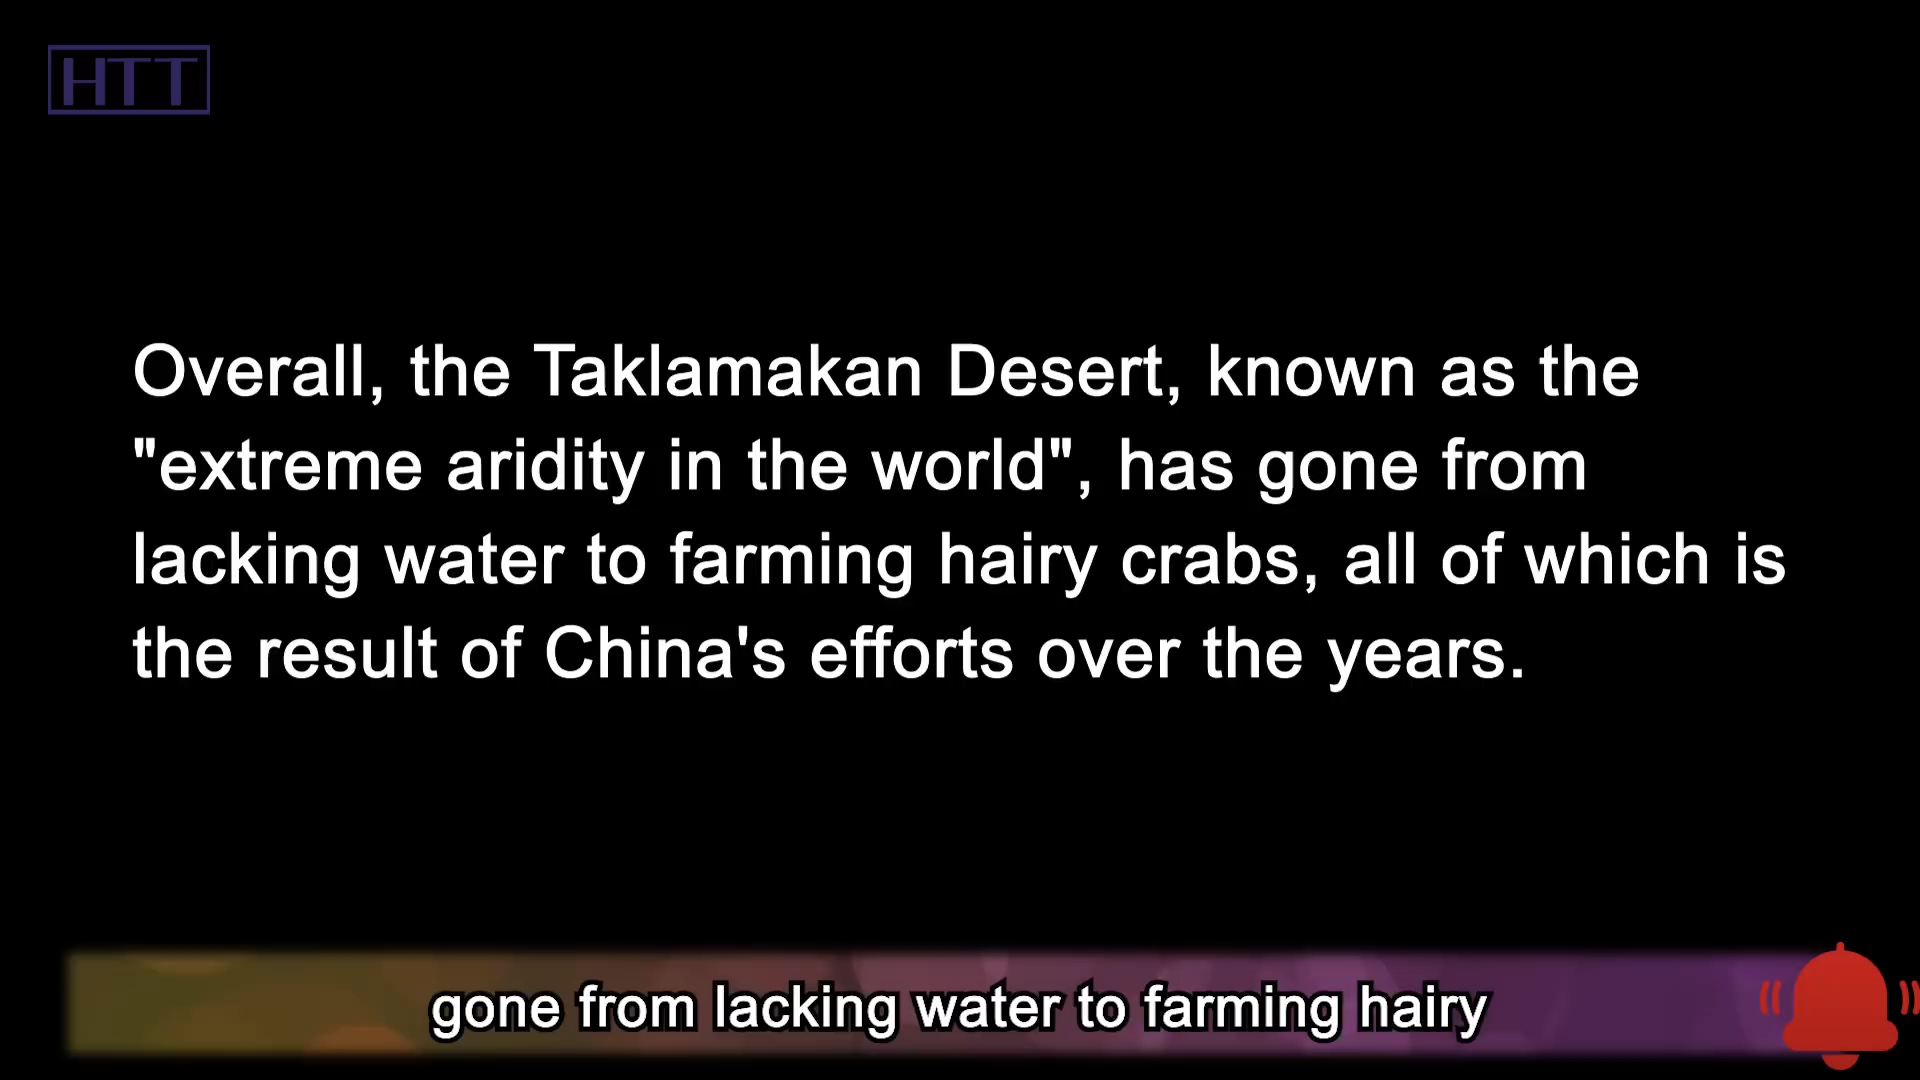 HTT
Overall, the Taklamakan Desert, known as the
"extreme aridity in the world", has gone from
lacking water to farming hairy crabs, all of which is
the result of China's efforts over the years.
gone from lacking water to farming hairy